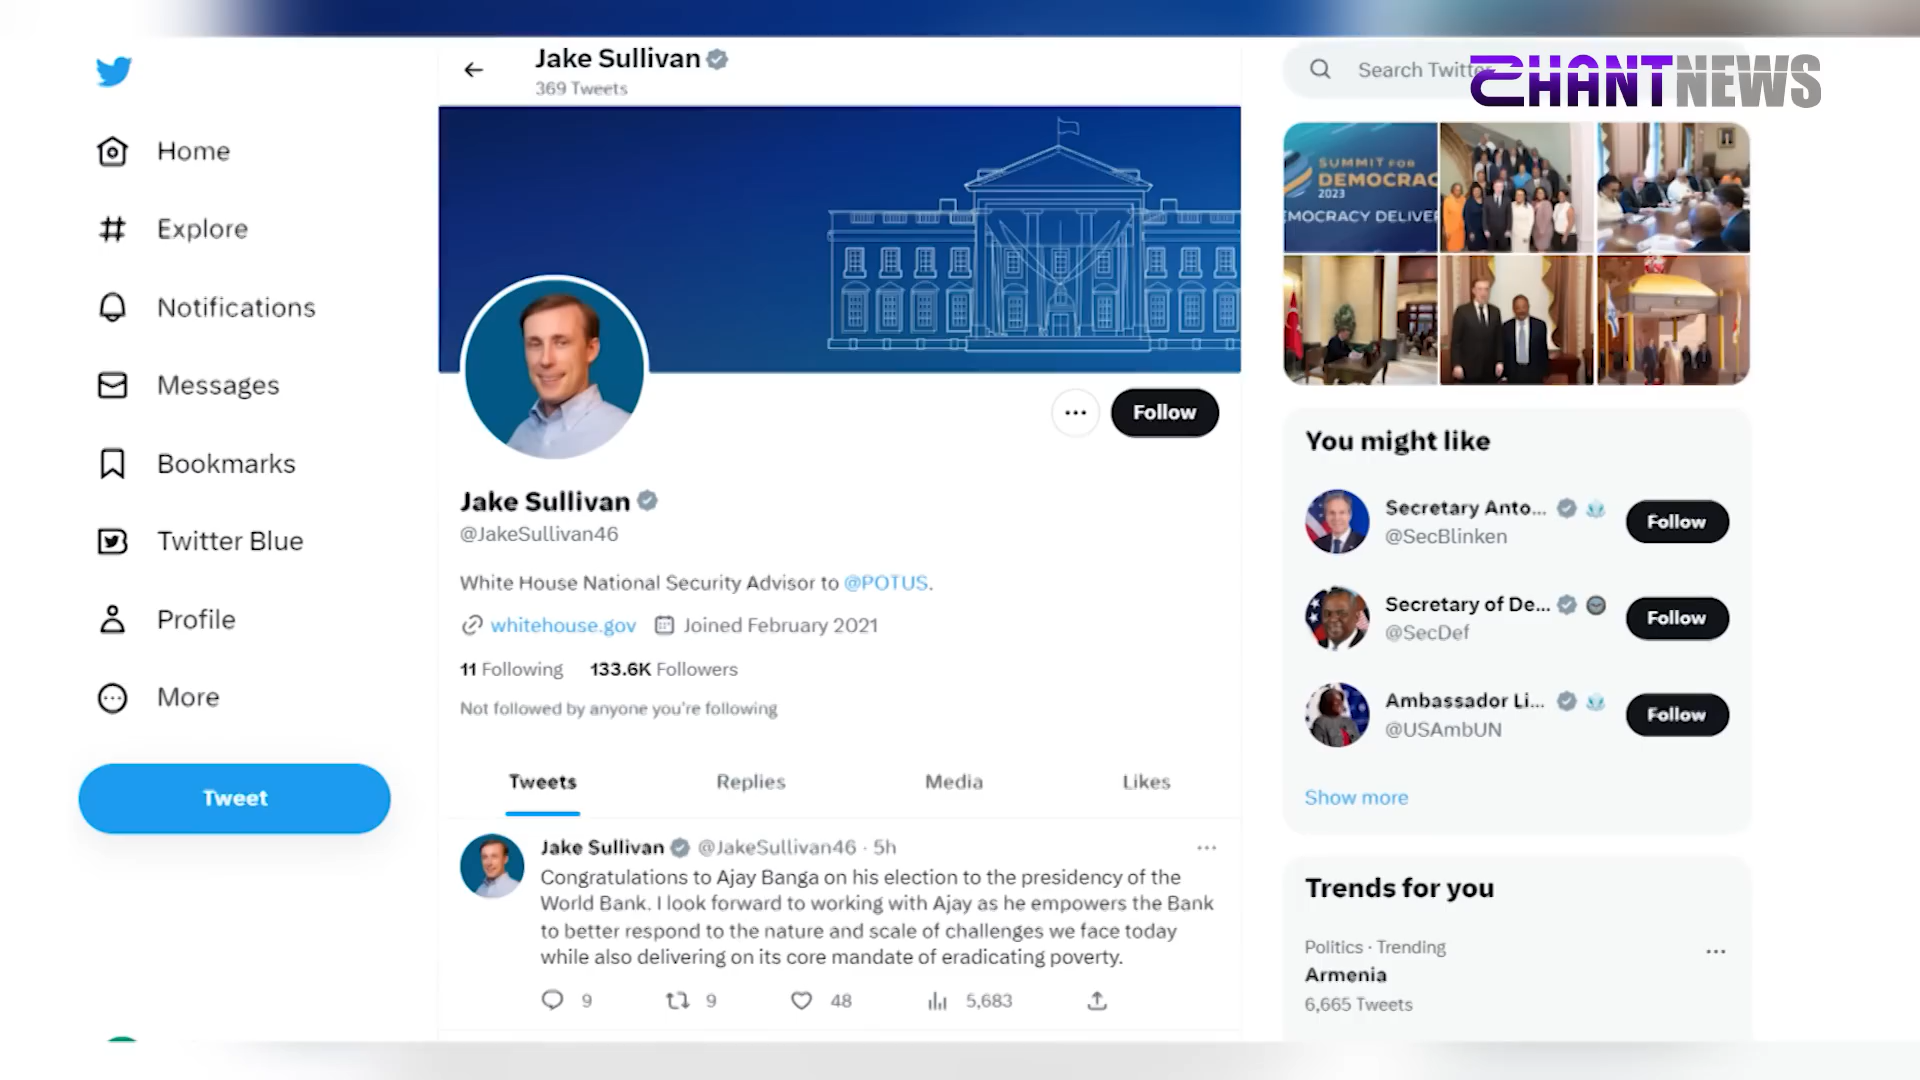 Jake Sullivan
369 Tweets
Search Twitte
SHANTNEWS
Home
Explore
Notifications
Messages
Bookmarks
Twitter Blue
Profile
More
Tweet
SUMMIT FOR
DEMOCRAC
2023
MOCRACY DELIVER
Follow
Jake Sullivan
@JakeSullivan46
White House National Security Advisor to @POTUS.
whitehouse.gov Joined February 2021
11 Following 133.6K Followers
Not followed by anyone you're following
Tweets Replies Media Likes
Jake Sullivan @JakeSullivan46 · 5h
Congratulations to Ajay Banga on his election to the presidency of the
World Bank. I look forward to working with Ajay as he empowers the Bank
to better respond to the nature and scale of challenges we face today
while also delivering on its core mandate of eradicating poverty.
9 9 48 5,683
You might like
Secretary Anto...
@SecBlinken
Follow
Secretary of De...
@SecDef
Follow
Ambassador Li...
@USAmbUN
Follow
Show more
Trends for you
Politics · Trending
Armenia
6,665 Tweets